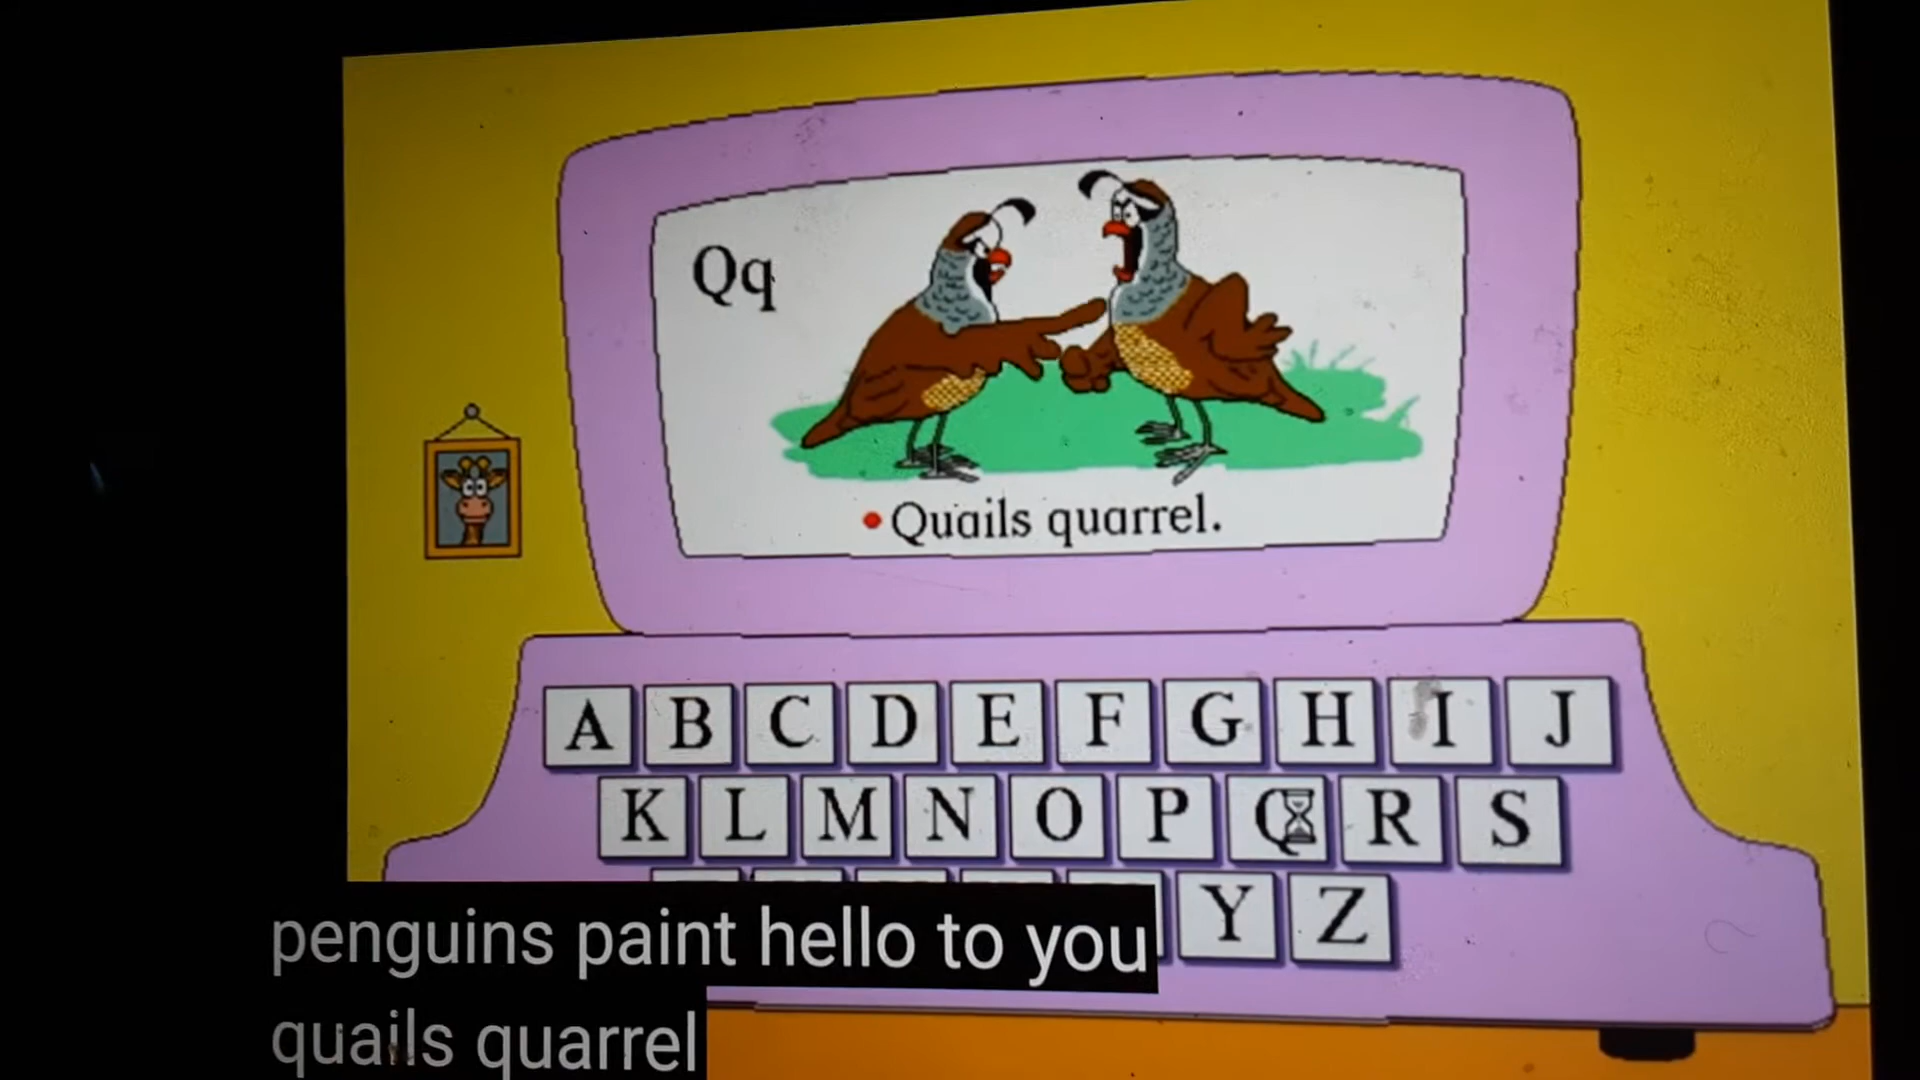 Qq
Quails quarrel.
A B C D E F G H I J
K L M N O P Q R S
Y Z
penguins paint hello to you
quails quarrel